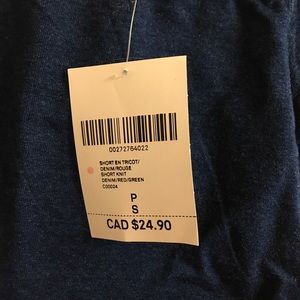 00272764022
SHORT EN TRICOT/
DENIM/ROUGE
SHORT KNIT
DENIM/RED/GREEN
C00024
P
S
CAD $24.90